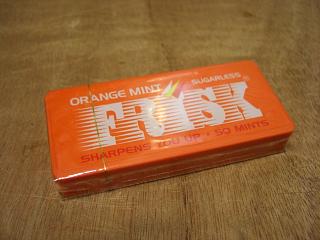 ORANGE MINT SUGARLESS
FRISK®
SHARPENS YOU UP • 50 MINTS